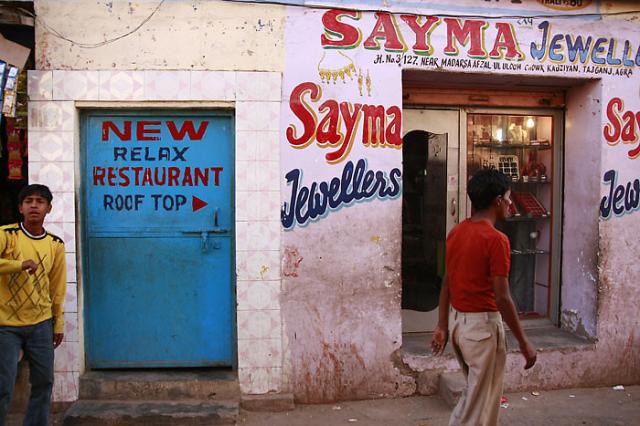 NEW
RELAX
RESTAURANT
ROOF TOP
SAYMA JEWELLE
H. No. 3/127, NEAR MADARSA AFZAL UL ULOOM CHOWK KAGZIYAN, TAJGANJ, AGRA
Sayma
Jewellers
Say
Jew